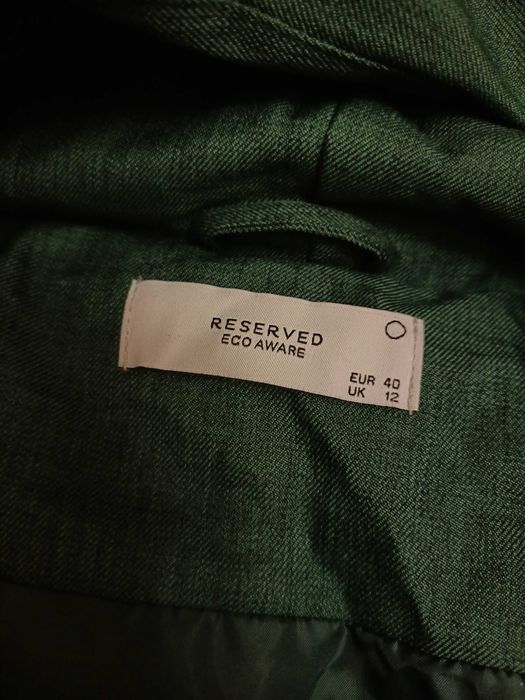 RESERVED
ECO AWARE
EUR 40
UK 12